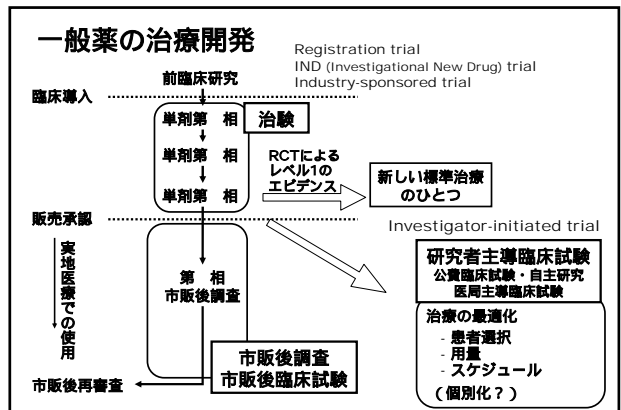 一般薬の治療開発
Registration trial
IND (Investigational New Drug) trial
Industry-sponsored trial
前臨床研究
臨床導入
単剤第 相
治験
単剤第 相
単剤第 相
RCTによる
レベル1の
エビデンス
新しい標準治療
のひとつ
販売承認
Investigator-initiated trial
実地医療での使用
第 相
市販後調査
研究者主導臨床試験
公費臨床試験・自主研究
医局主導臨床試験
治療の最適化
- 患者選択
- 用量
- スケジュール
(個別化?)
市販後調査
市販後臨床試験
市販後再審査